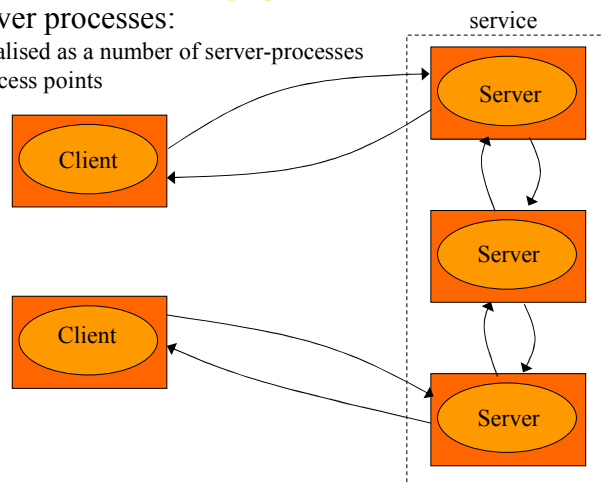 ver processes:
service
alised as a number of server-processes
cess points
Server
Client
Server
Client
Server